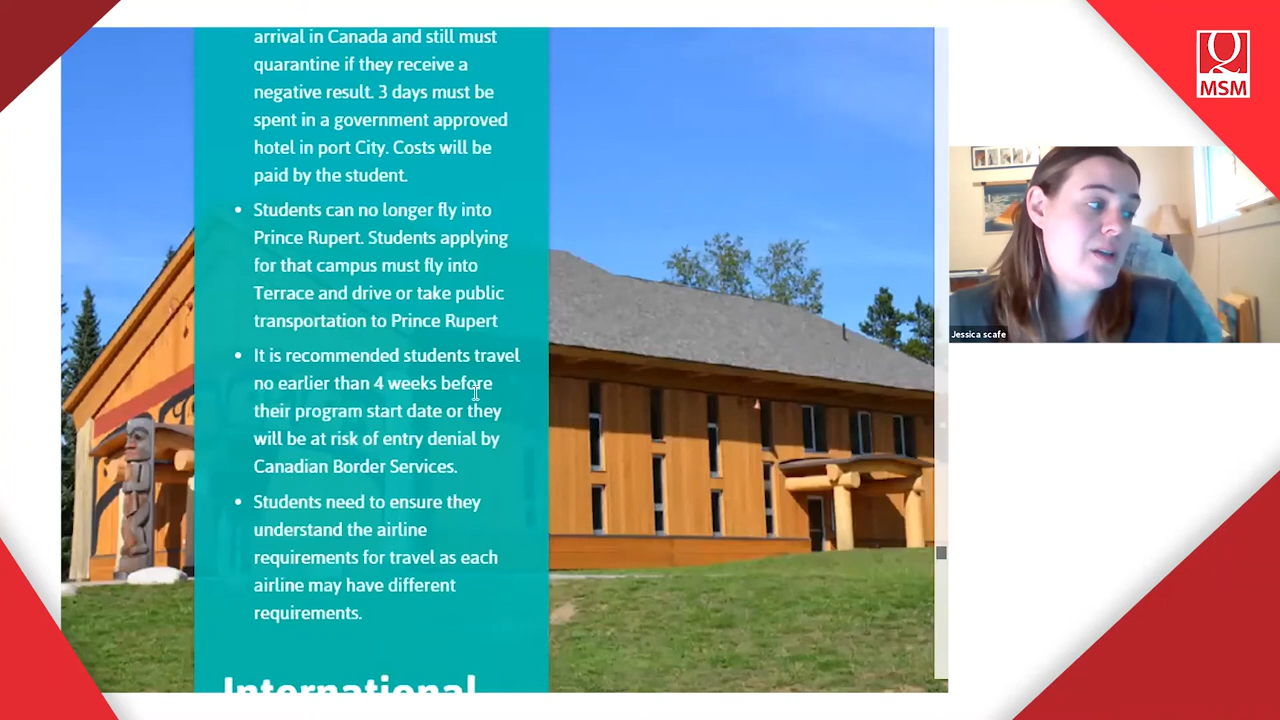 arrival in Canada and still must
quarantine if they receive a
negative result. 3 days must be
spent in a government approved
hotel in port City. Costs will be
paid by the student.
• Students can no longer fly into
Prince Rupert. Students applying
for that campus must fly into
Terrace and drive or take public
transportation to Prince Rupert
• It is recommended students travel
no earlier than 4 weeks before
their program start date or they
will be at risk of entry denial by
Canadian Border Services.
• Students need to ensure they
understand the airline
requirements for travel as each
airline may have different
requirements.
International
Q
MSM
Jessica scafe